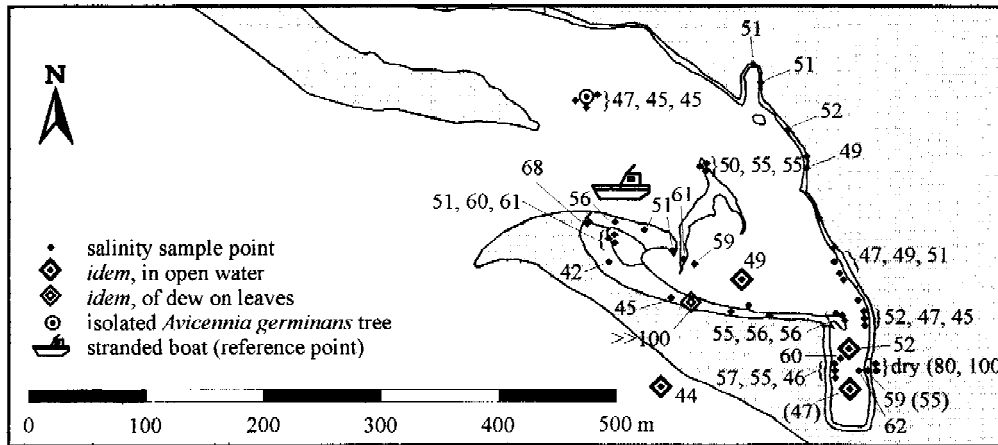 51
51
N
47, 45, 45
52
49
50, 55, 55
68
56
51, 60, 61
51
61
59
salinity sample point
49
47, 49, 51
idem, in open water
42
idem, of dew on leaves
45
52, 47, 45
isolated Avicennia germinans tree
>>100
55, 56, 56
52
stranded boat (reference point)
60
57, 55, 46
dry (80, 100
44
(47)
59 (55)
62
0 100 200 300 400 500 m